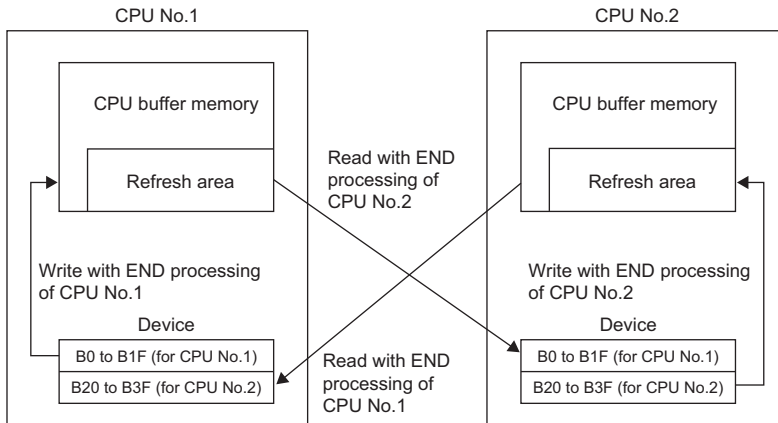 CPU No.1
CPU buffer memory
Refresh area
Write with END processing
of CPU No.1
Device
B0 to B1F (for CPU No.1)
B20 to B3F (for CPU No.2)
Read with END
processing of
CPU No.2
Read with END
processing of
CPU No.1
CPU No.2
CPU buffer memory
Refresh area
Write with END processing
of CPU No.2
Device
B0 to B1F (for CPU No.1)
B20 to B3F (for CPU No.2)